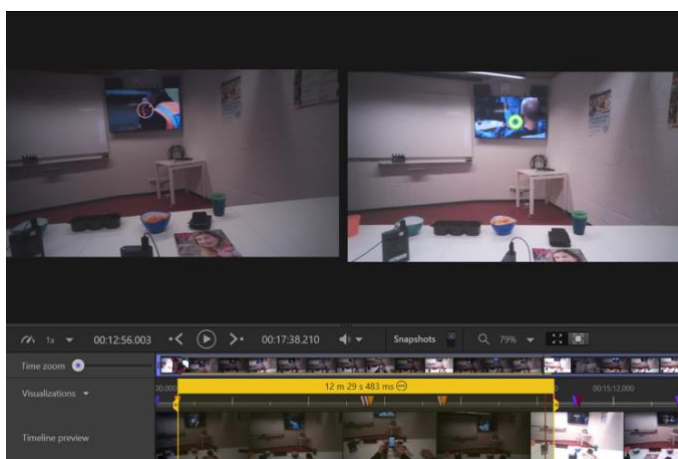 1x 00:12:56.003 00:17:38.210 Snapshots 79%
Time zoom
12 m 29 s 483 ms
Visualizations 00:15:12.000
Timeline preview